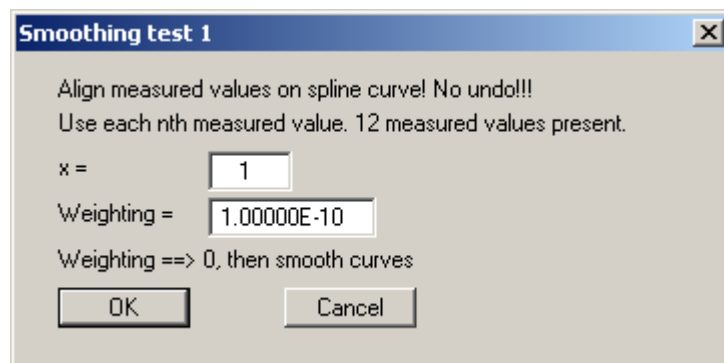 Smoothing test 1
Align measured values on spline curve! No undo!!!
Use each nth measured value. 12 measured values present.
x = 1
Weighting = 1.00000E-10
Weighting ==> 0, then smooth curves
OK Cancel